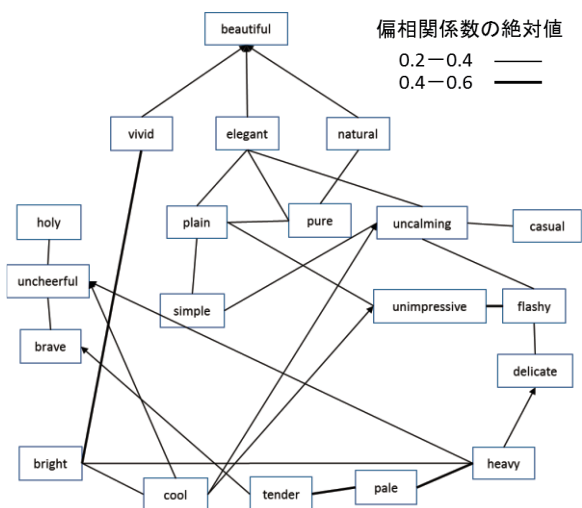 beautiful
偏相関係数の絶対値
0.2－0.4
0.4－0.6
vivid
elegant
natural
holy
plain
pure
uncalming
casual
uncheerful
simple
unimpressive
flashy
brave
delicate
bright
heavy
cool
tender
pale